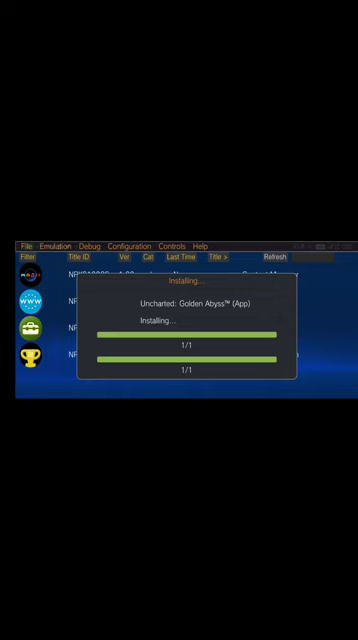 File Emulation Debug Configuration Controls Help
Filter Title ID Ver Cat Last Time Title > Refresh
Installing...
Uncharted: Golden Abyss™ (App)
Installing...
1/1
1/1
WWW